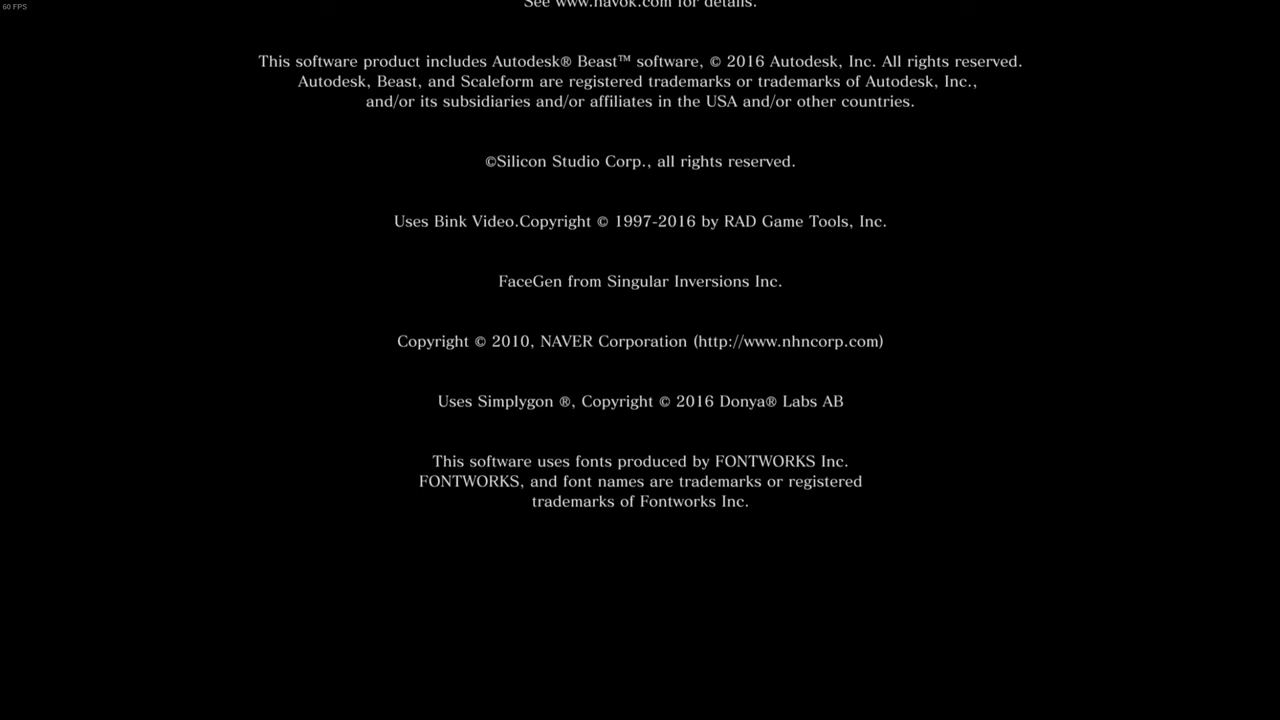 60 FPS
See www.havok.com for details.
This software product includes Autodesk® Beast™ software, © 2016 Autodesk, Inc. All rights reserved.
Autodesk, Beast, and Scaleform are registered trademarks or trademarks of Autodesk, Inc.,
and/or its subsidiaries and/or affiliates in the USA and/or other countries.
©Silicon Studio Corp., all rights reserved.
Uses Bink Video.Copyright © 1997-2016 by RAD Game Tools, Inc.
FaceGen from Singular Inversions Inc.
Copyright © 2010, NAVER Corporation (http://www.nhncorp.com)
Uses Simplygon ®, Copyright © 2016 Donya® Labs AB
This software uses fonts produced by FONTWORKS Inc.
FONTWORKS, and font names are trademarks or registered
trademarks of Fontworks Inc.